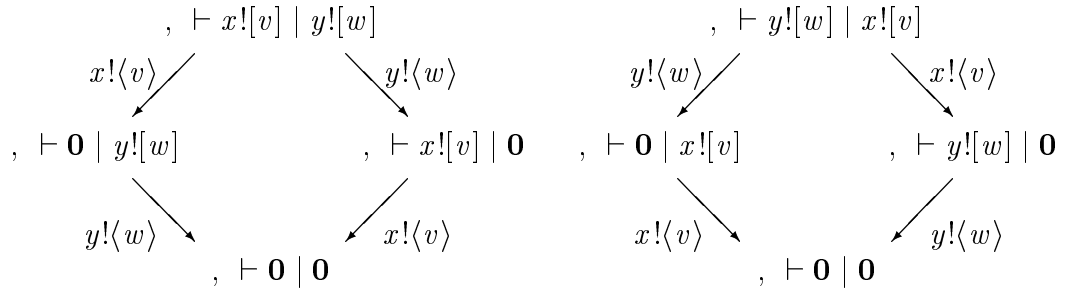 , ⊢ x![v] | y![w] , ⊢ y![w] | x![v]
x!⟨v⟩ y!⟨w⟩ y!⟨w⟩ x!⟨v⟩
, ⊢ 0 | y![w] , ⊢ x![v] | 0 , ⊢ 0 | x![v] , ⊢ y![w] | 0
y!⟨w⟩ x!⟨v⟩ x!⟨v⟩ y!⟨w⟩
, ⊢ 0 | 0 , ⊢ 0 | 0